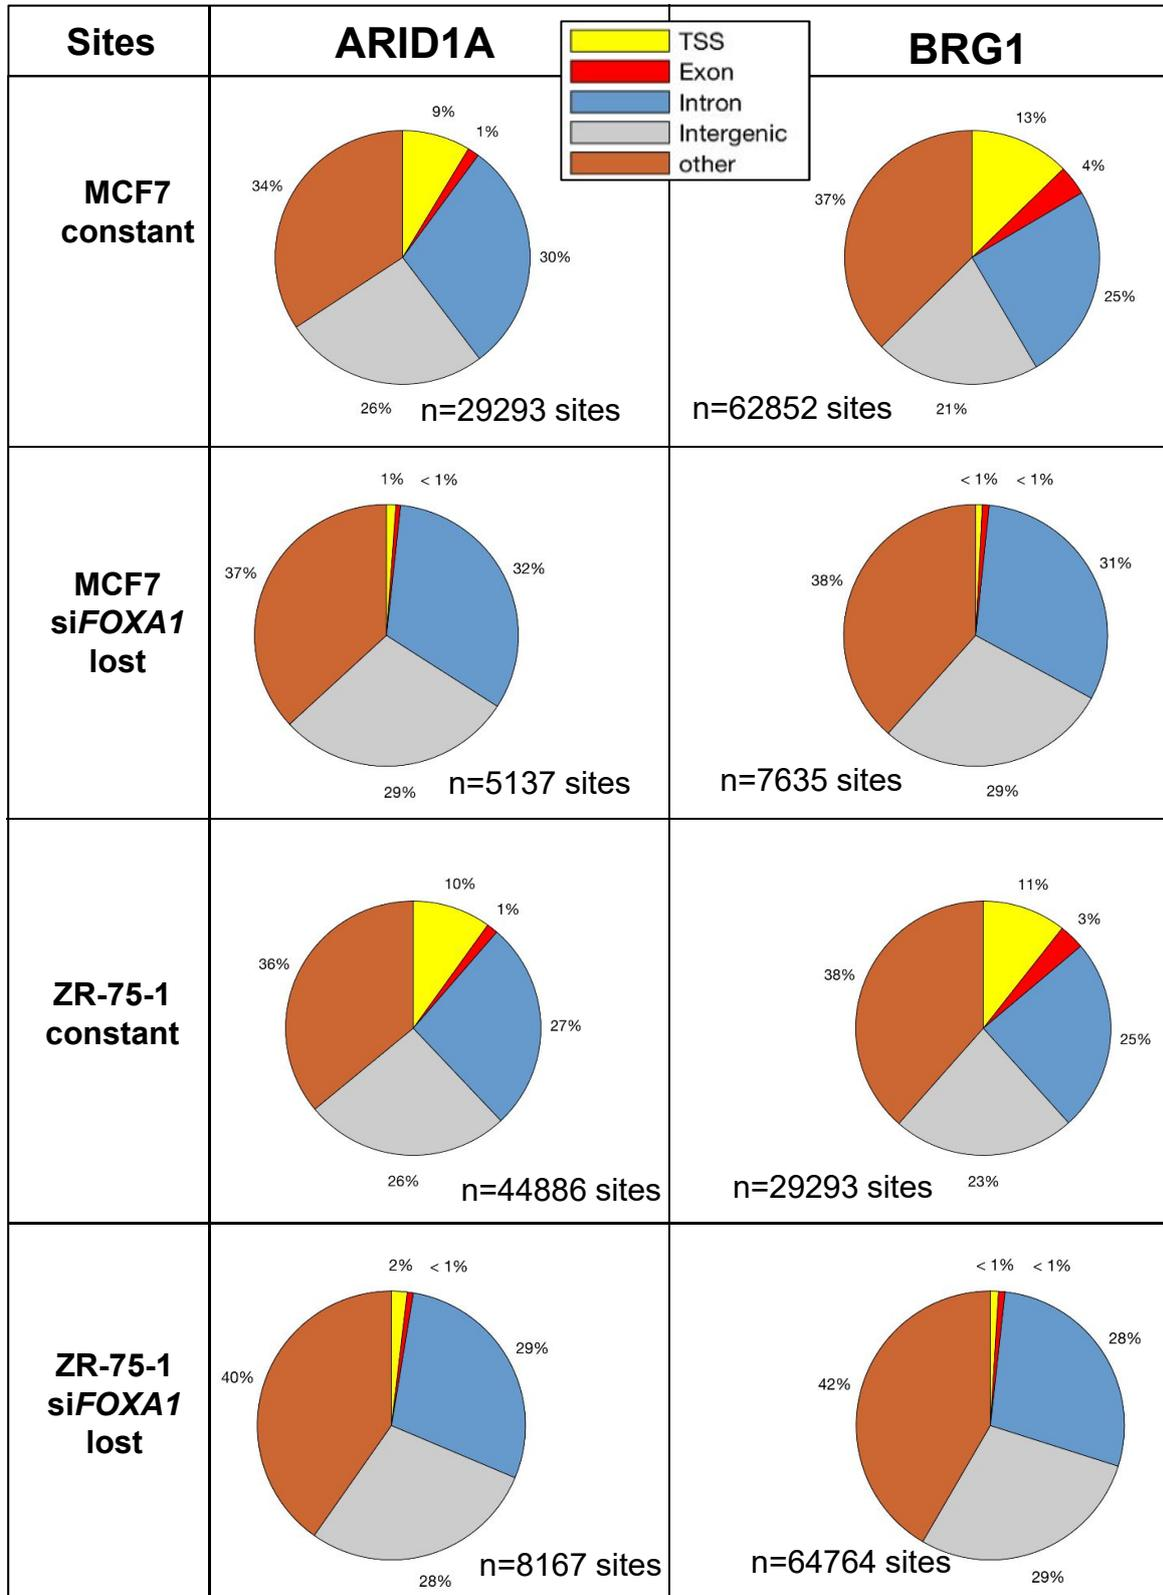 Sites
ARID1A
BRG1
TSS
Exon
Intron
Intergenic
other
MCF7
constant
9%
1%
30%
26%
34%
n=29293 sites
13%
4%
25%
21%
37%
n=62852 sites
MCF7
siFOXA1
lost
1%
< 1%
32%
29%
37%
n=5137 sites
< 1%
< 1%
31%
29%
38%
n=7635 sites
ZR-75-1
constant
10%
1%
27%
26%
36%
n=44886 sites
11%
3%
25%
23%
38%
n=29293 sites
ZR-75-1
siFOXA1
lost
2%
< 1%
29%
28%
40%
n=8167 sites
< 1%
< 1%
28%
29%
42%
n=64764 sites